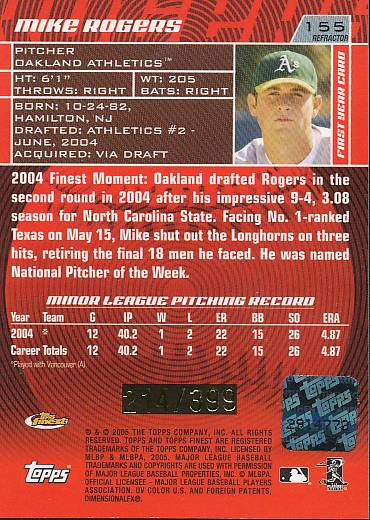 MIKE ROGERS
155
REFRACTOR
PITCHER
OAKLAND ATHLETICS™
HT: 6'1" WT: 205
THROWS: RIGHT BATS: RIGHT
BORN: 10-24-82,
HAMILTON, NJ
DRAFTED: ATHLETICS #2 -
JUNE, 2004
ACQUIRED: VIA DRAFT
A's
FIRST YEAR CARD
2004 Finest Moment: Oakland drafted Rogers in
the second round in 2004 after his impressive 9-4, 3.08
season for North Carolina State. Facing No. 1-ranked
Texas on May 15, Mike shut out the Longhorns on three
hits, retiring the final 18 men he faced. He was named
National Pitcher of the Week.
MINOR LEAGUE PITCHING RECORD
Year Team G IP W L ER BB SO ERA
2004 * 12 40.2 1 2 22 15 26 4.87
Career Totals 12 40.2 1 2 22 15 26 4.87
*Played with Vancouver (A)
214/399
Topps
Finest
Topps
® & © 2005 THE TOPPS COMPANY, INC. ALL RIGHTS
RESERVED. TOPPS AND TOPPS FINEST ARE REGISTERED
TRADEMARKS OF THE TOPPS COMPANY, INC. LICENSED BY
MLBP & MLBPA, 2005. MAJOR LEAGUE BASEBALL
TRADEMARKS AND COPYRIGHTS ARE USED WITH PERMISSION
OF MAJOR LEAGUE BASEBALL PROPERTIES, INC. © MLBPA.
OFFICIAL LICENSEE - MAJOR LEAGUE BASEBALL PLAYERS
ASSOCIATION. UV COLOR U.S. AND FOREIGN PATENTS,
DIMENSIONALFX®.
Topps